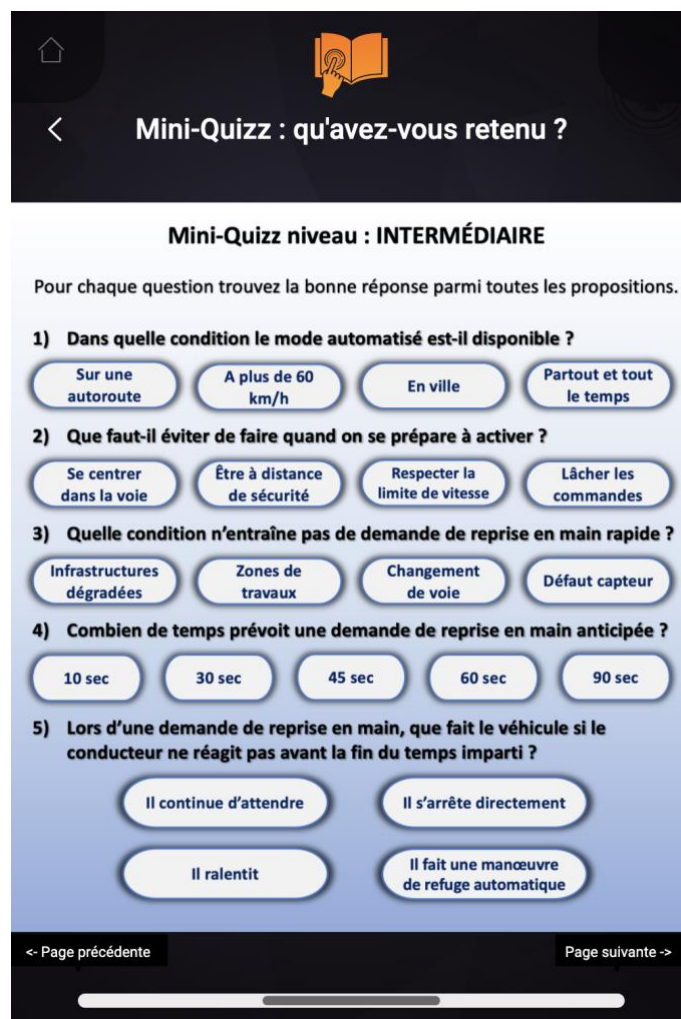 Mini-Quizz : qu'avez-vous retenu ?
Mini-Quizz niveau : INTERMÉDIAIRE
Pour chaque question trouvez la bonne réponse parmi toutes les propositions.
1) Dans quelle condition le mode automatisé est-il disponible ?
Sur une autoroute
A plus de 60 km/h
En ville
Partout et tout le temps
2) Que faut-il éviter de faire quand on se prépare à activer ?
Se centrer dans la voie
Être à distance de sécurité
Respecter la limite de vitesse
Lâcher les commandes
3) Quelle condition n'entraîne pas de demande de reprise en main rapide ?
Infrastructures dégradées
Zones de travaux
Changement de voie
Défaut capteur
4) Combien de temps prévoit une demande de reprise en main anticipée ?
10 sec
30 sec
45 sec
60 sec
90 sec
5) Lors d'une demande de reprise en main, que fait le véhicule si le
conducteur ne réagit pas avant la fin du temps imparti ?
Il continue d'attendre
Il s'arrête directement
Il ralentit
Il fait une manœuvre de refuge automatique
<- Page précédente
Page suivante ->